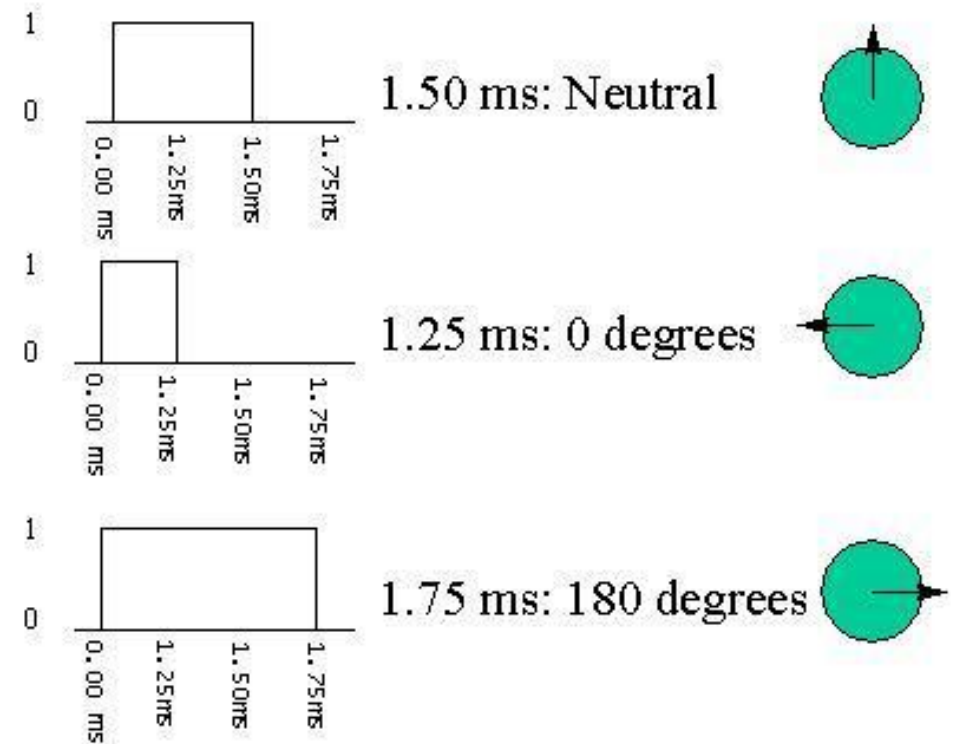 1
0
0.00 ms
1.25ms
1.50ms
1.75ms
1.50 ms: Neutral
1
0
0.00 ms
1.25ms
1.50ms
1.75ms
1.25 ms: 0 degrees
1
0
0.00 ms
1.25ms
1.50ms
1.75ms
1.75 ms: 180 degrees